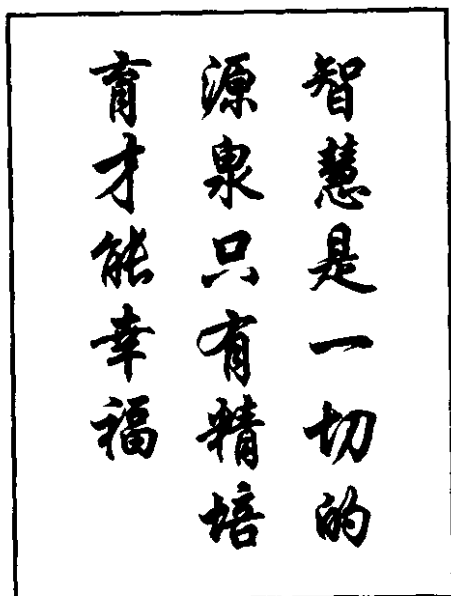 智慧是一切的
源泉只有精培
育才能幸福